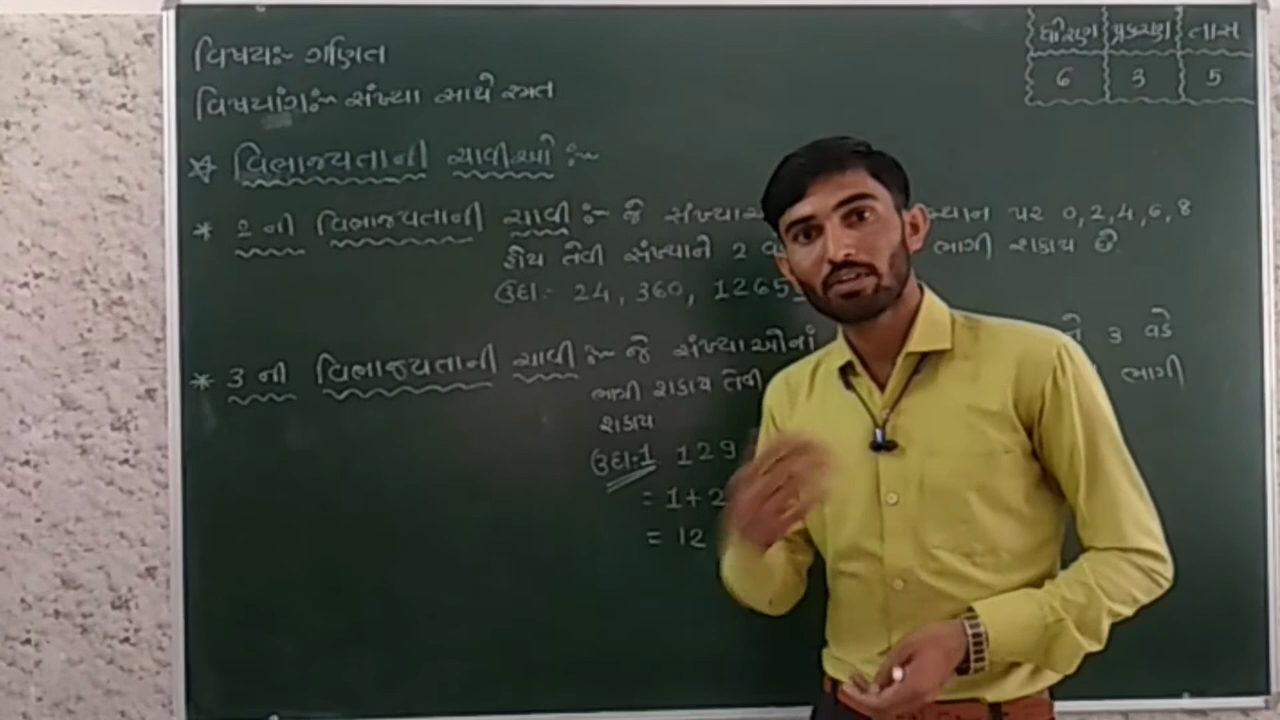 વિષયઃ- ગણિત
વિષયાંગઃ- સંખ્યા સાથે રમત
ધોરણ પ્રકરણ તાસ
6 3 5
* વિભાજ્યતાની ચાવીઓ :-
* 2 ની વિભાજ્યતાની ચાવી :- જે સંખ્યાના પર 0, 2, 4, 6, 8
હોય તેવી સંખ્યાને 2 ભાગી શકાય છે.
ઉદા:- 24, 360, 1265
* 3 ની વિભાજ્યતાની ચાવી :- જે સંખ્યાઓનાં 3 વડે
ભાગી શકાય તેવી ભાગી
શકાય
ઉદા:-1 129
= 1+2
= 12